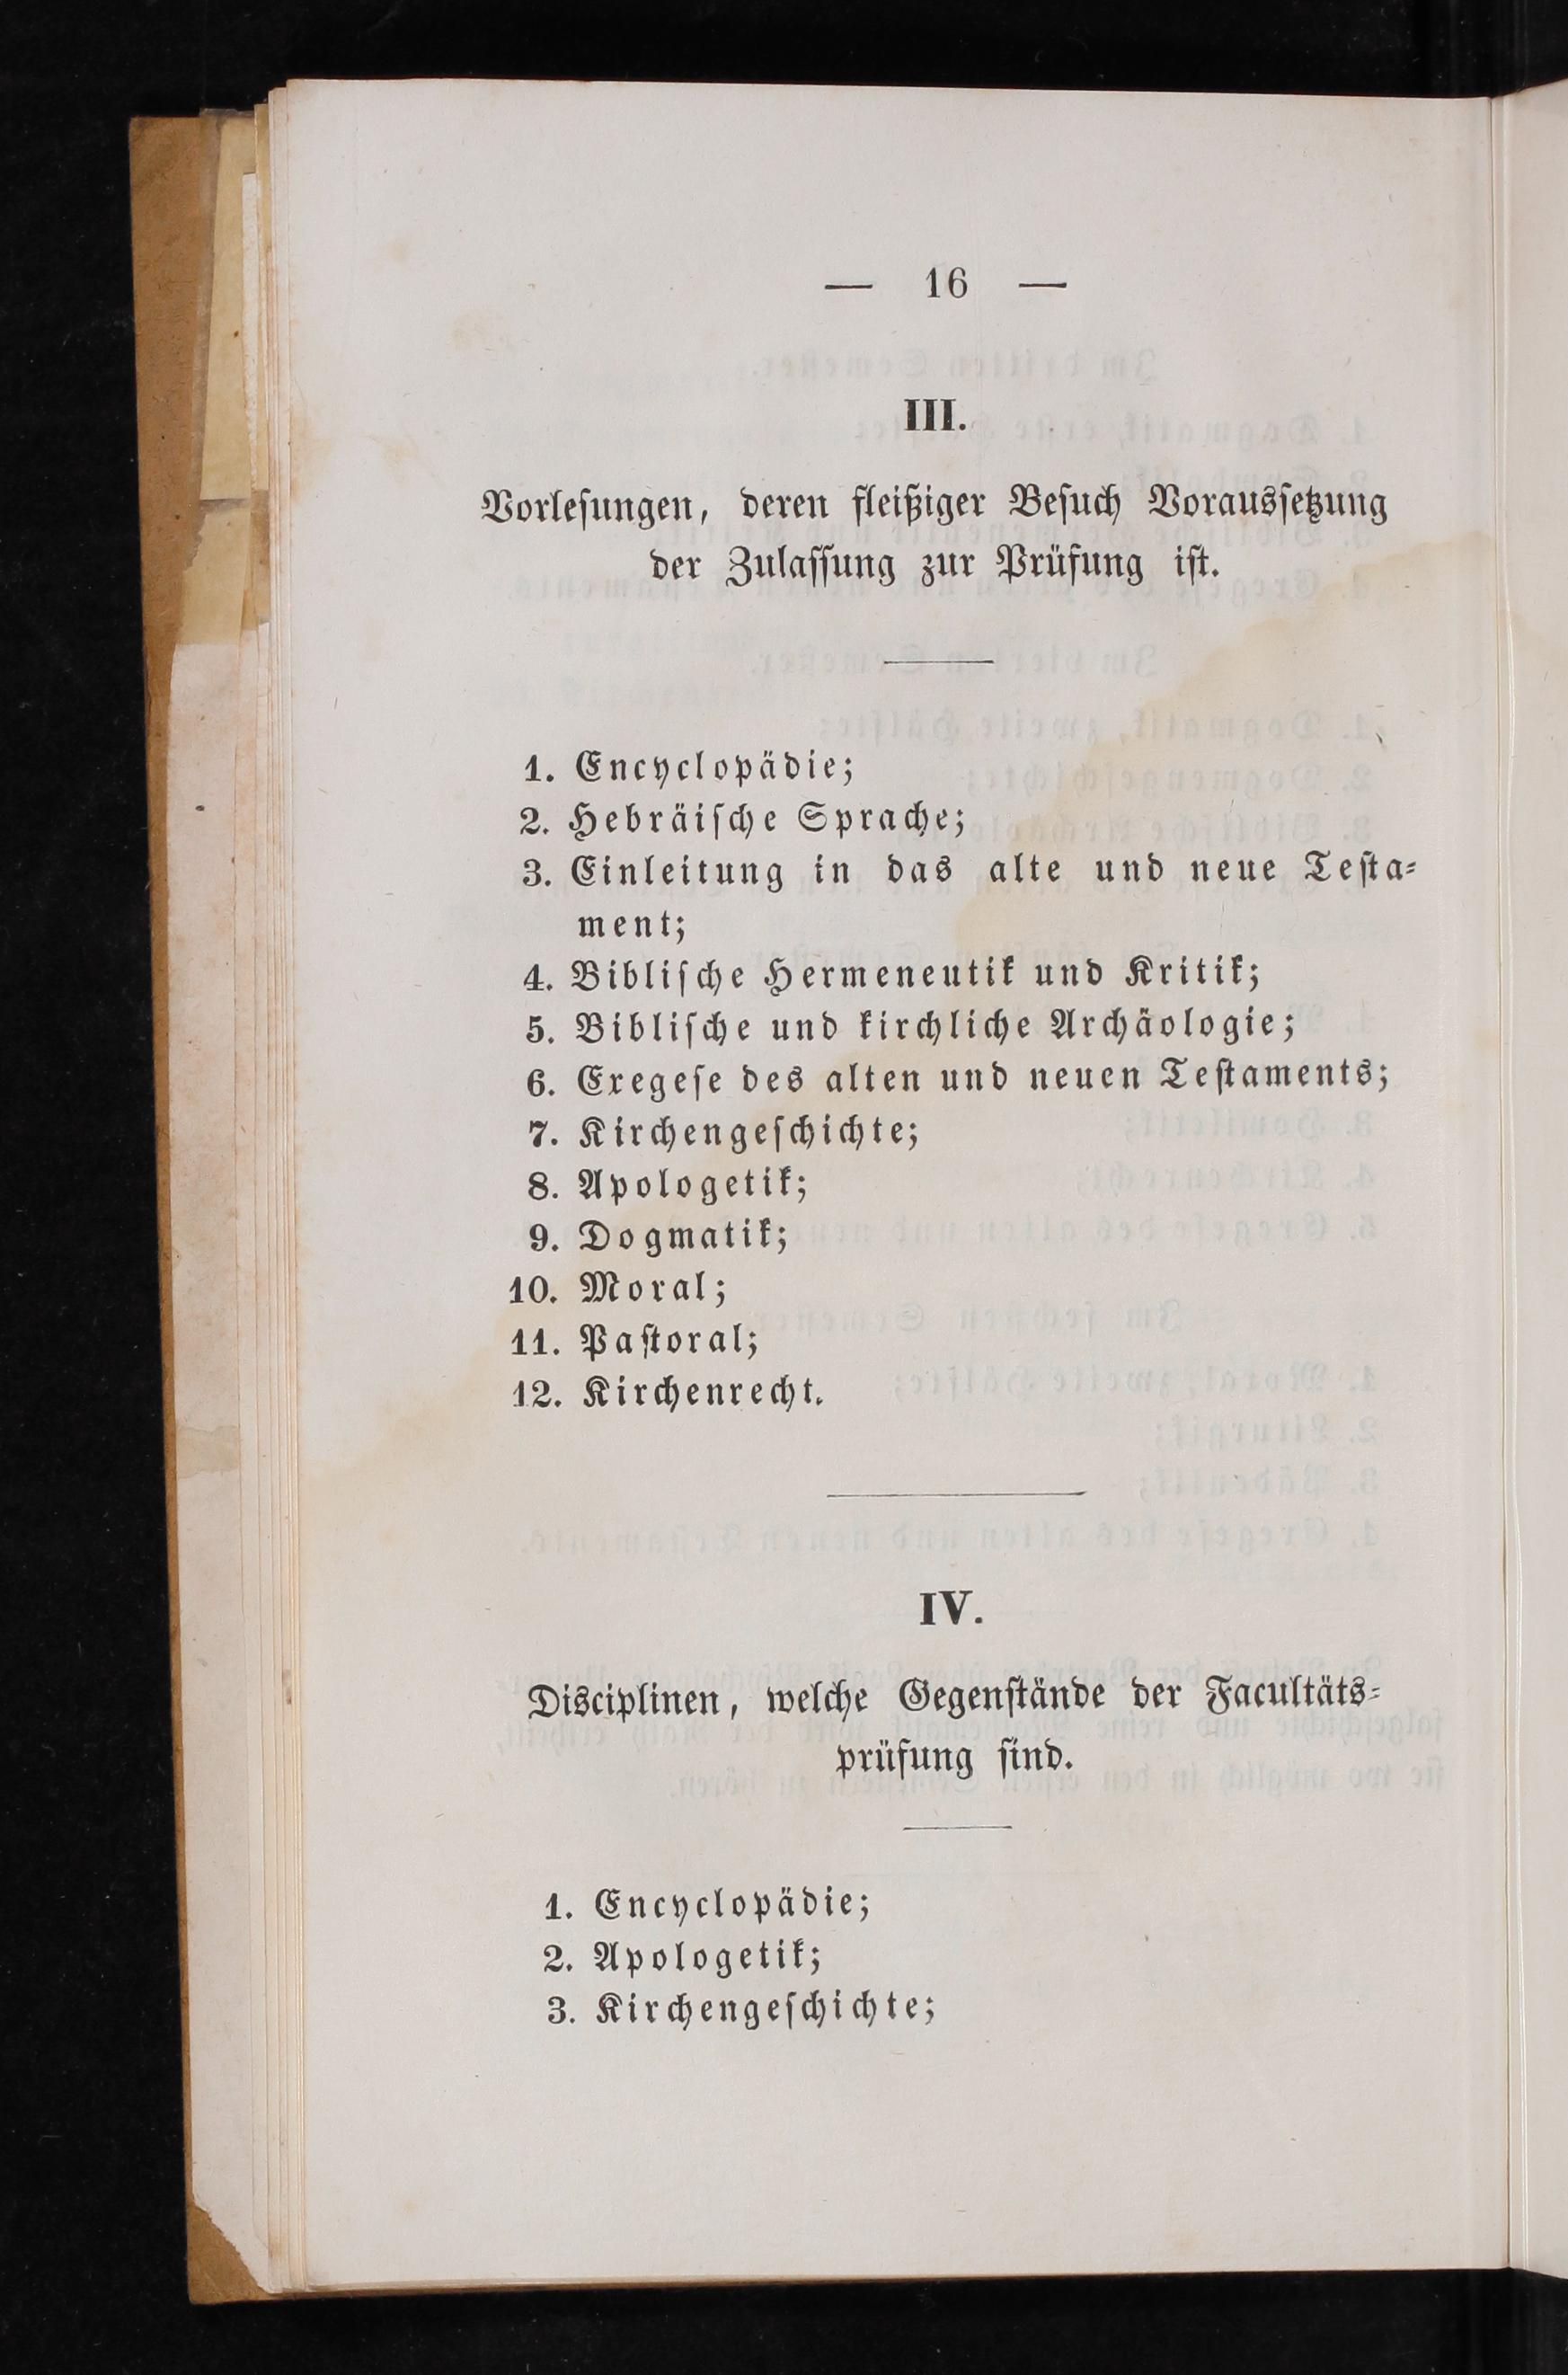 — 16 —
III.
Vorleſungen, deren fleißiger Beſuch Vorausſetzung
der Zulaſſung zur Prüfung iſt.
1. Encyclopädie;
2. Hebräiſche Sprache;
3. Einleitung in das alte und neue Teſta-
ment;
4. Bibliſche Hermeneutik und Kritik;
5. Bibliſche und kirchliche Archäologie;
6. Exegeſe des alten und neuen Teſtaments;
7. Kirchengeſchichte;
8. Apologetik;
9. Dogmatik;
10. Moral;
11. Paſtoral;
12. Kirchenrecht.
IV.
Disciplinen, welche Gegenſtände der Facultäts-
prüfung ſind.
1. Encyclopädie;
2. Apologetik;
3. Kirchengeſchichte;